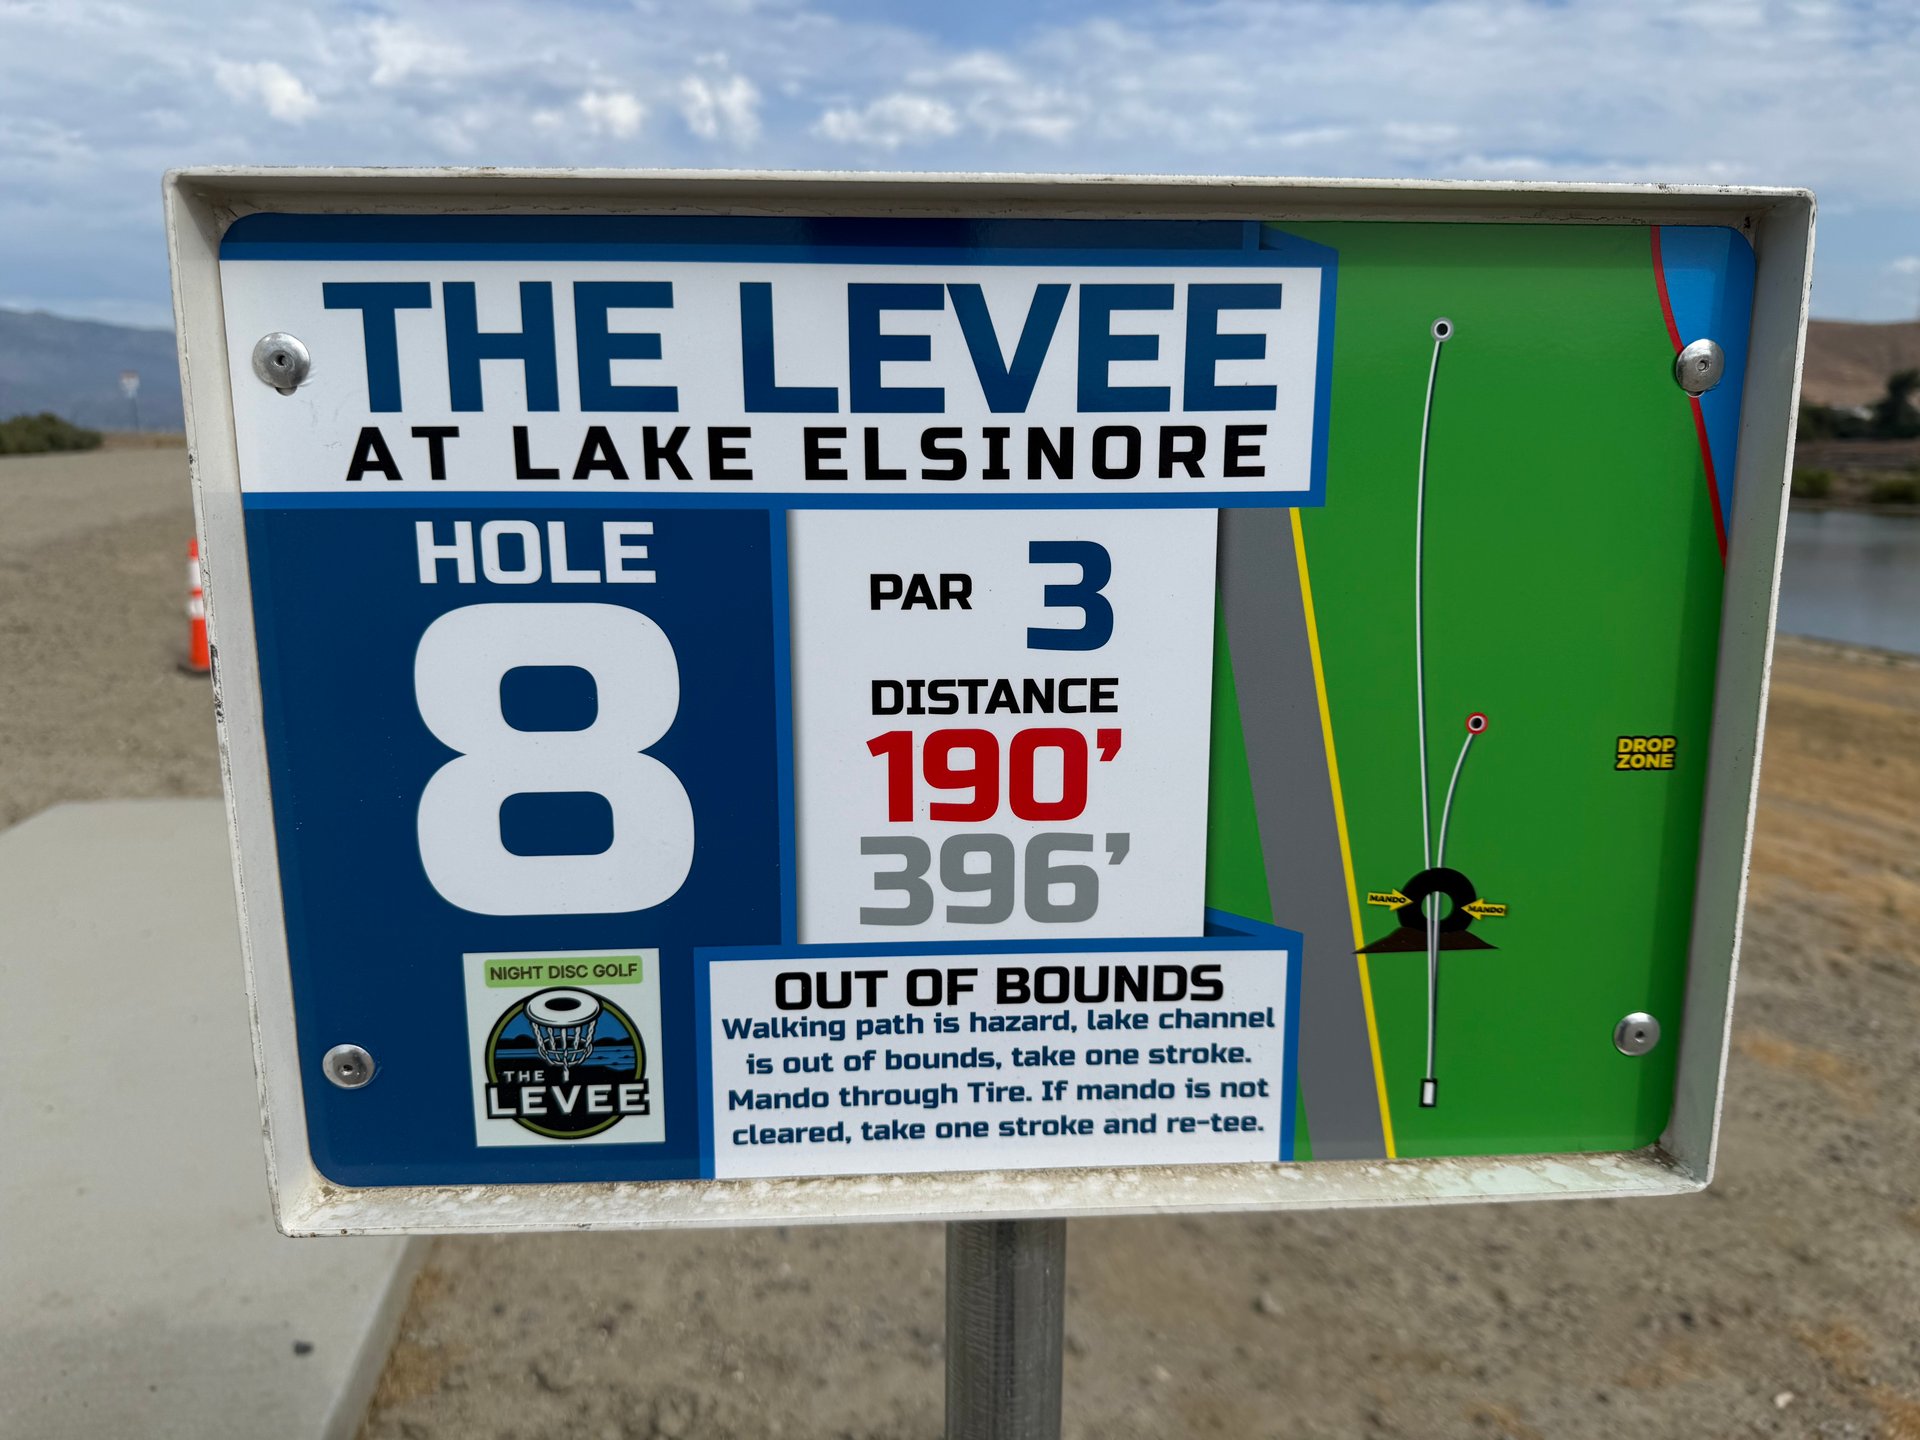 THE LEVEE
AT LAKE ELSINORE
HOLE
8
PAR 3
DISTANCE
190’
396’
NIGHT DISC GOLF
THE
LEVEE
OUT OF BOUNDS
Walking path is hazard, lake channel
is out of bounds, take one stroke.
Mando through Tire. If mando is not
cleared, take one stroke and re-tee.
DROP
ZONE
MANDO
MANDO